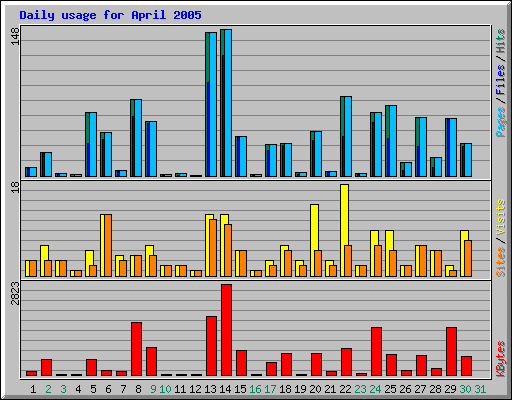 Daily usage for April 2005
148
18
2823
Pages / Files / Hits
Sites / Visits
KBytes
1 2 3 4 5 6 7 8 9 10 11 12 13 14 15 16 17 18 19 20 21 22 23 24 25 26 27 28 29 30 31